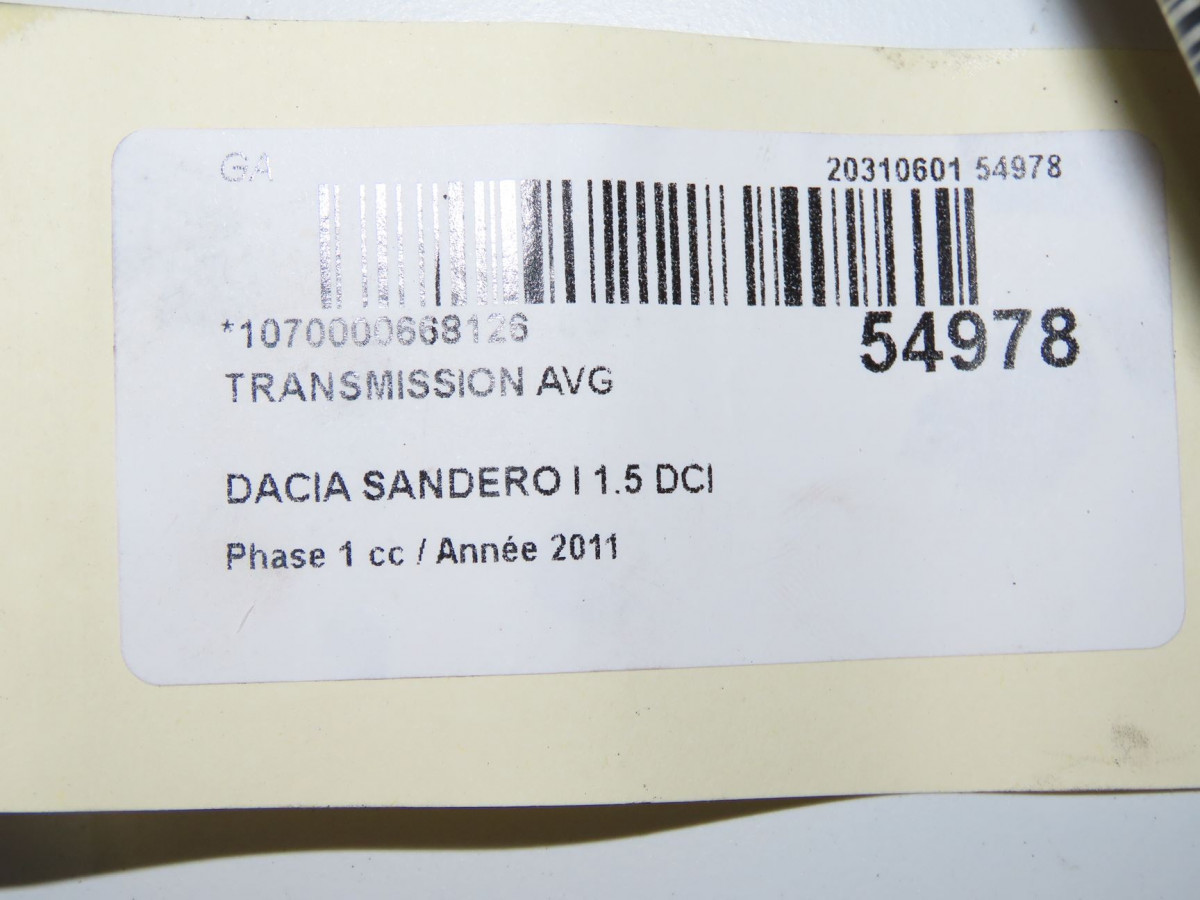 GA 20310601 54978
*1070000668126 54978
TRANSMISSION AVG
DACIA SANDERO I 1.5 DCI
Phase 1 cc / Année 2011